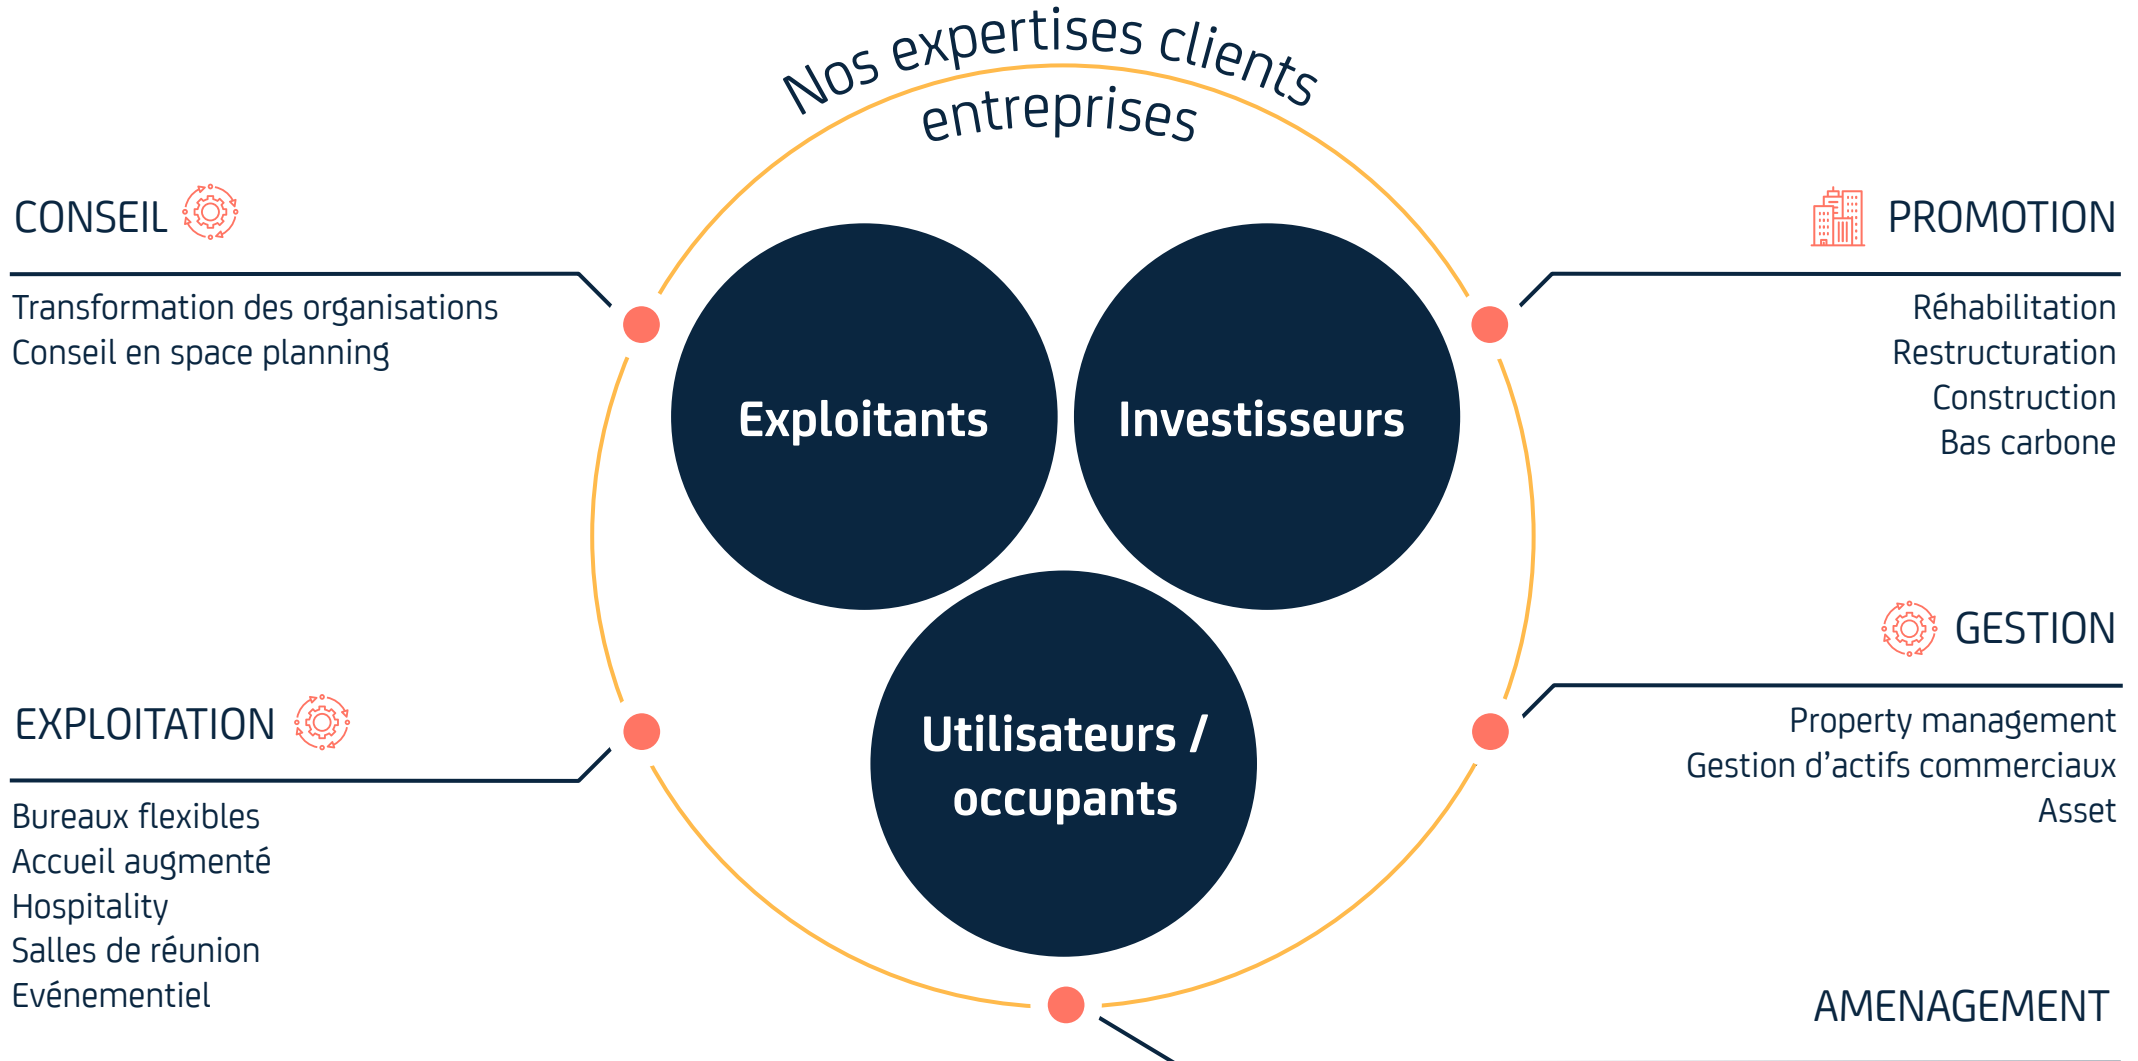 Nos expertises clients
entreprises
CONSEIL
Transformation des organisations
Conseil en space planning
EXPLOITATION
Bureaux flexibles
Accueil augmenté
Hospitality
Salles de réunion
Evénementiel
Exploitants
Investisseurs
Utilisateurs /
occupants
PROMOTION
Réhabilitation
Restructuration
Construction
Bas carbone
GESTION
Property management
Gestion d’actifs commerciaux
Asset
AMENAGEMENT